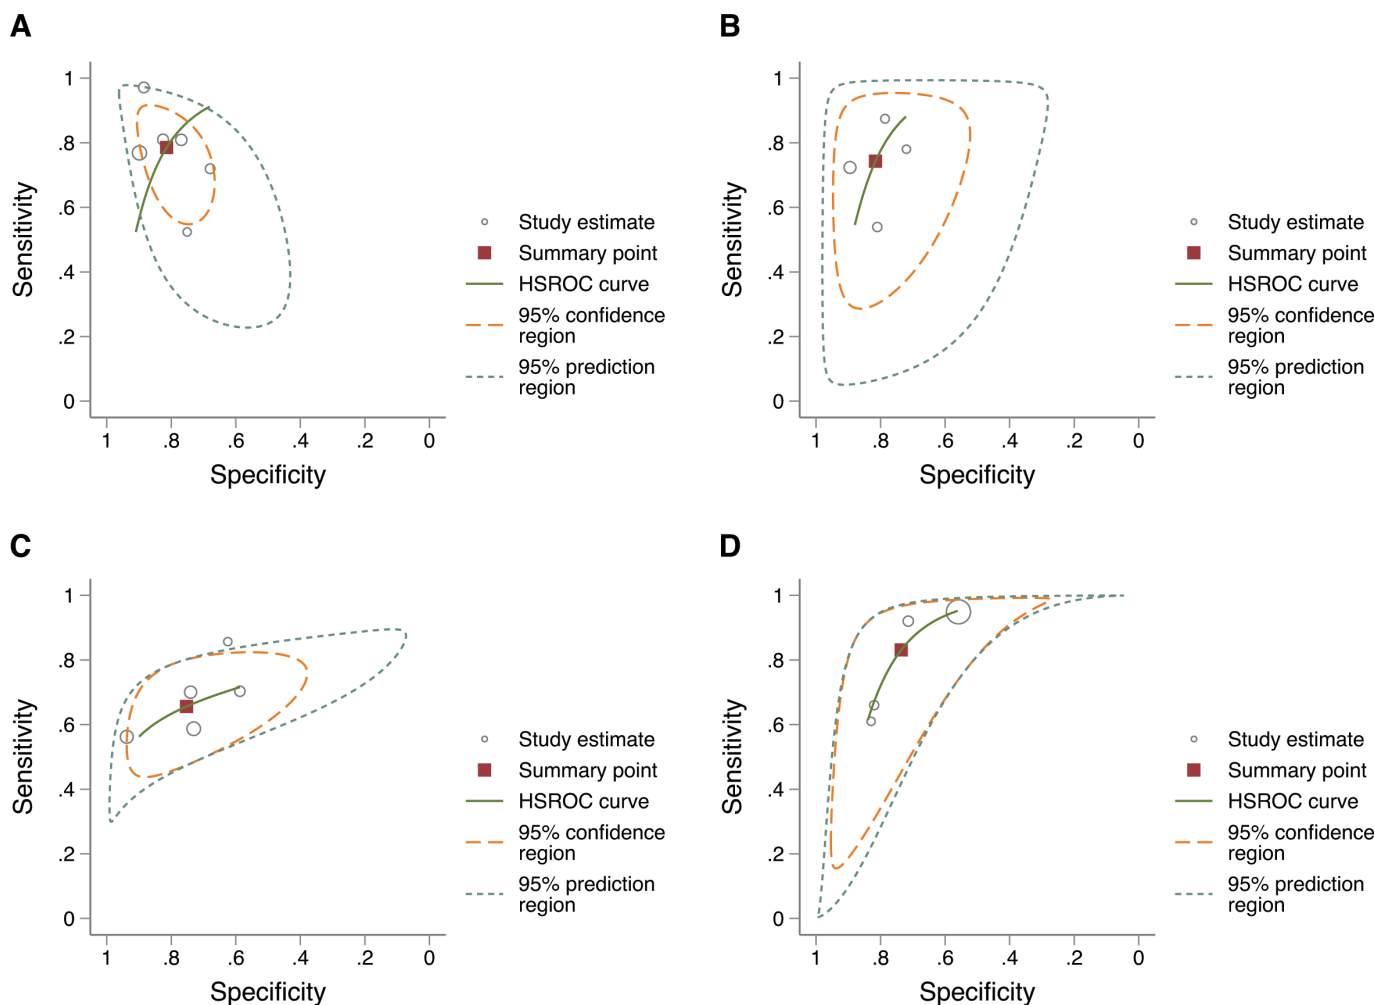 A
1
.8
.6
.4
.2
0
Sensitivity
1
.8
.6
.4
.2
0
Specificity
Study estimate
Summary point
HSROC curve
95% confidence
region
95% prediction
region
B
1
.8
.6
.4
.2
0
Sensitivity
1
.8
.6
.4
.2
0
Specificity
Study estimate
Summary point
HSROC curve
95% confidence
region
95% prediction
region
C
1
.8
.6
.4
.2
0
Sensitivity
1
.8
.6
.4
.2
0
Specificity
Study estimate
Summary point
HSROC curve
95% confidence
region
95% prediction
region
D
1
.8
.6
.4
.2
0
Sensitivity
1
.8
.6
.4
.2
0
Specificity
Study estimate
Summary point
HSROC curve
95% confidence
region
95% prediction
region